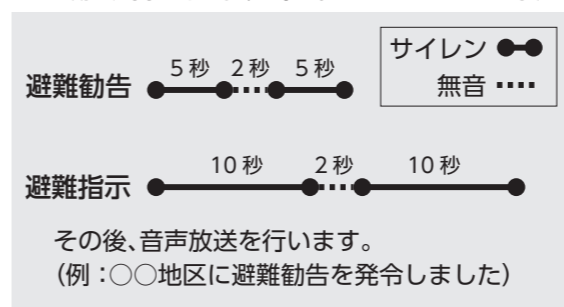 サイレン
無音
5秒 2秒 5秒
避難勧告
10秒 2秒 10秒
避難指示
その後、音声放送を行います。
（例：○○地区に避難勧告を発令しました）